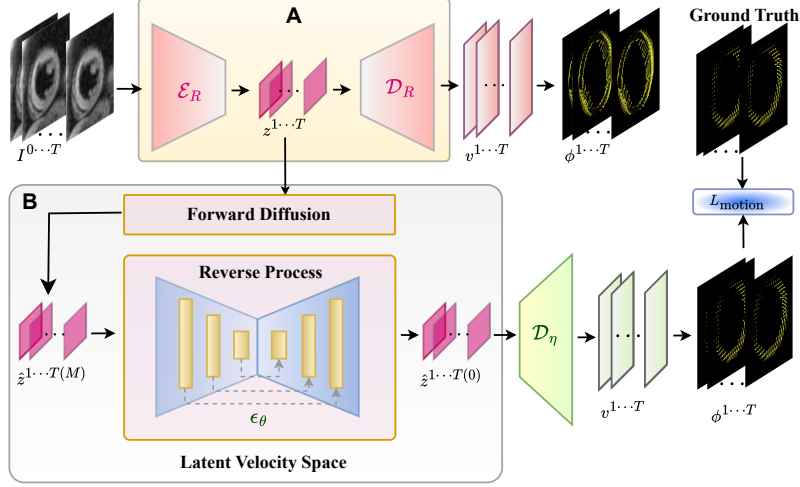 A
Ground Truth
ℰ_R
𝒟_R
z^{1⋯T}
I^{0⋯T}
v^{1⋯T}
ϕ^{1⋯T}
B
Forward Diffusion
L_motion
Reverse Process
𝒟_η
ẑ^{1⋯T(M)}
ẑ^{1⋯T(0)}
ϵ_θ
v^{1⋯T}
ϕ^{1⋯T}
Latent Velocity Space